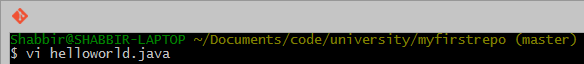 Shabbir@SHABBIR-LAPTOP ~/Documents/code/university/myfirstrepo (master)
$ vi helloworld.java